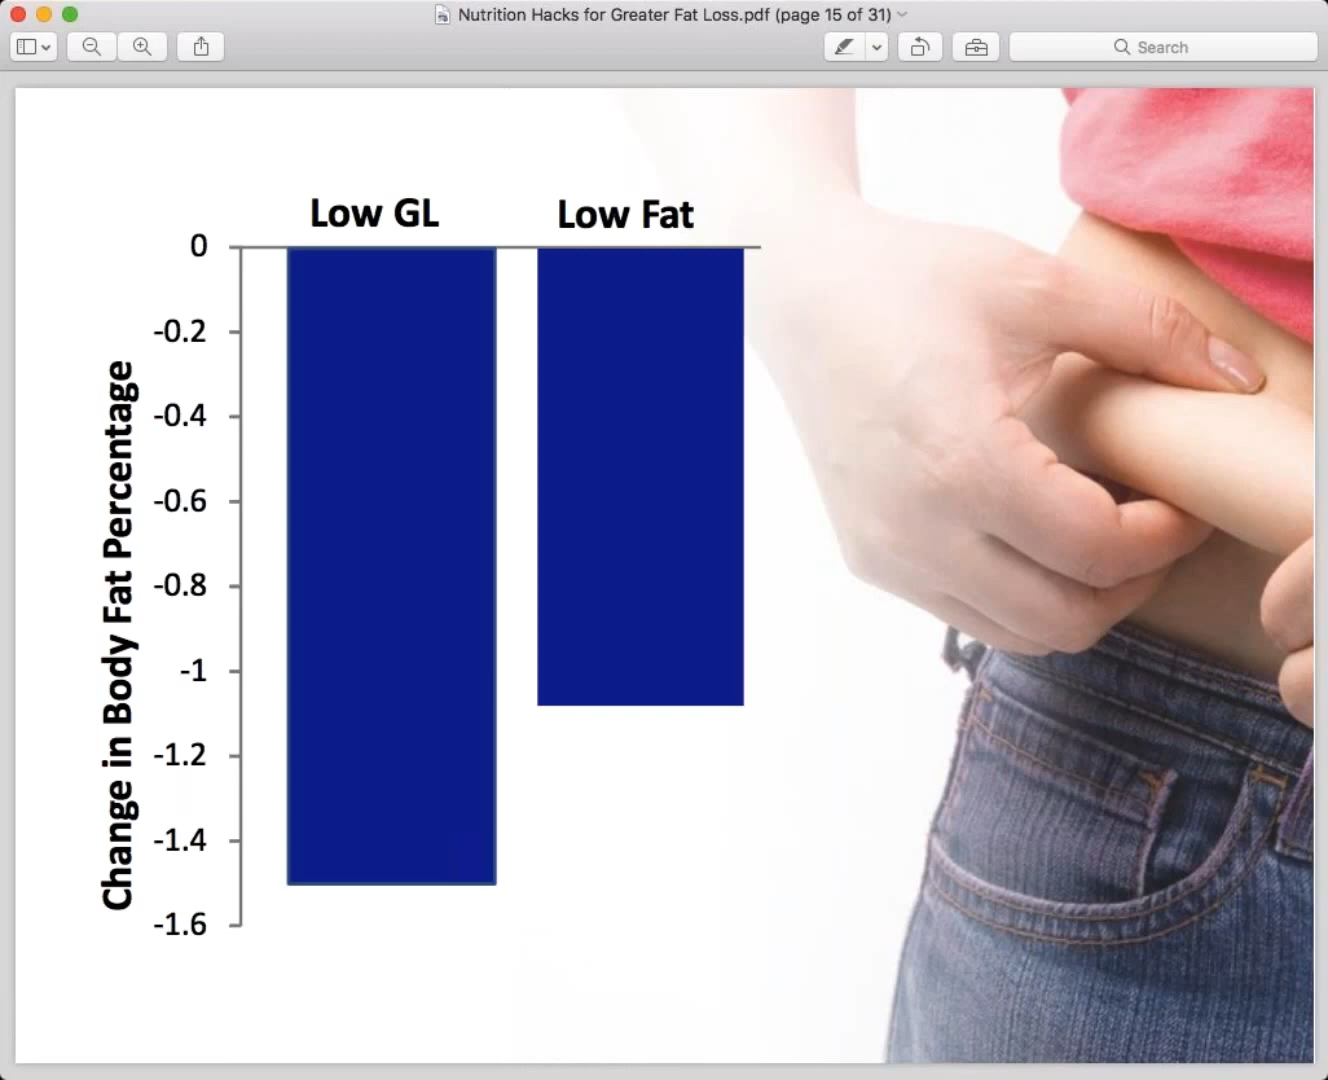 Nutrition Hacks for Greater Fat Loss.pdf (page 15 of 31)
Search
Low GL
Low Fat
0
-0.2
-0.4
-0.6
-0.8
-1
-1.2
-1.4
-1.6
Change in Body Fat Percentage